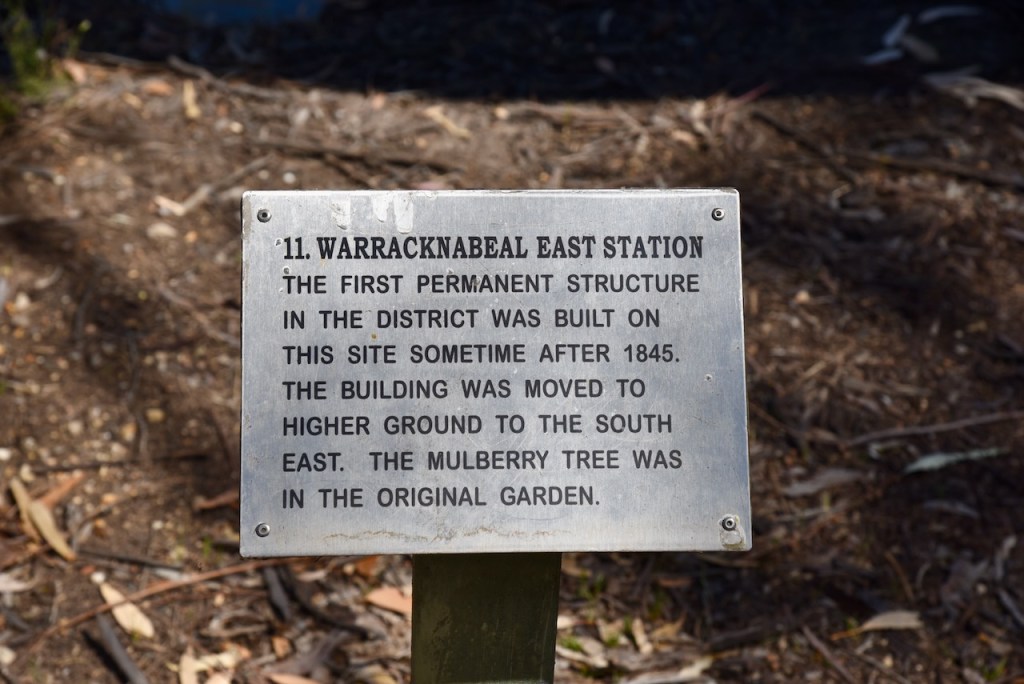 11. WARRACKNABEAL EAST STATION
THE FIRST PERMANENT STRUCTURE
IN THE DISTRICT WAS BUILT ON
THIS SITE SOMETIME AFTER 1845.
THE BUILDING WAS MOVED TO
HIGHER GROUND TO THE SOUTH
EAST. THE MULBERRY TREE WAS
IN THE ORIGINAL GARDEN.